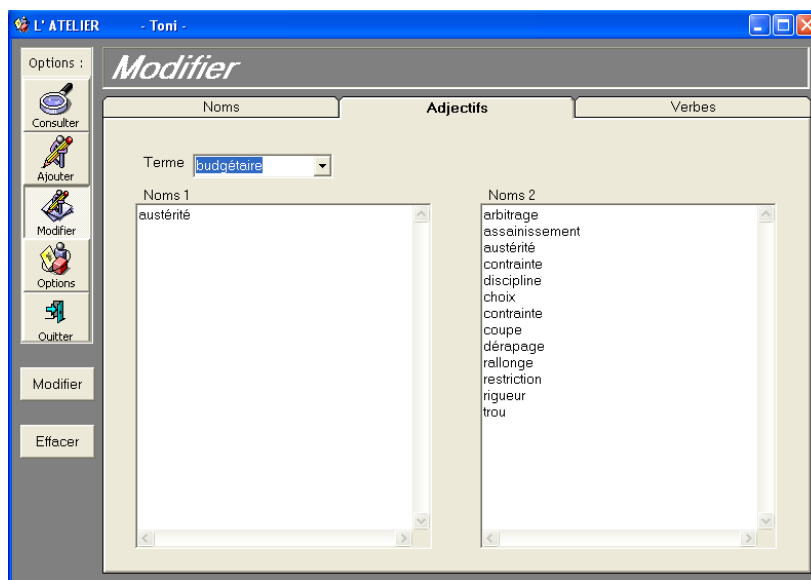 L' ATELIER - Toni -
Options :
Modifier
Consulter
Ajouter
Modifier
Options
Quitter
Modifier
Effacer
Noms Adjectifs Verbes
Terme budgétaire
Noms 1
austérité
Noms 2
arbitrage
assainissement
austérité
contrainte
discipline
choix
contrainte
coupe
dérapage
rallonge
restriction
rigueur
trou